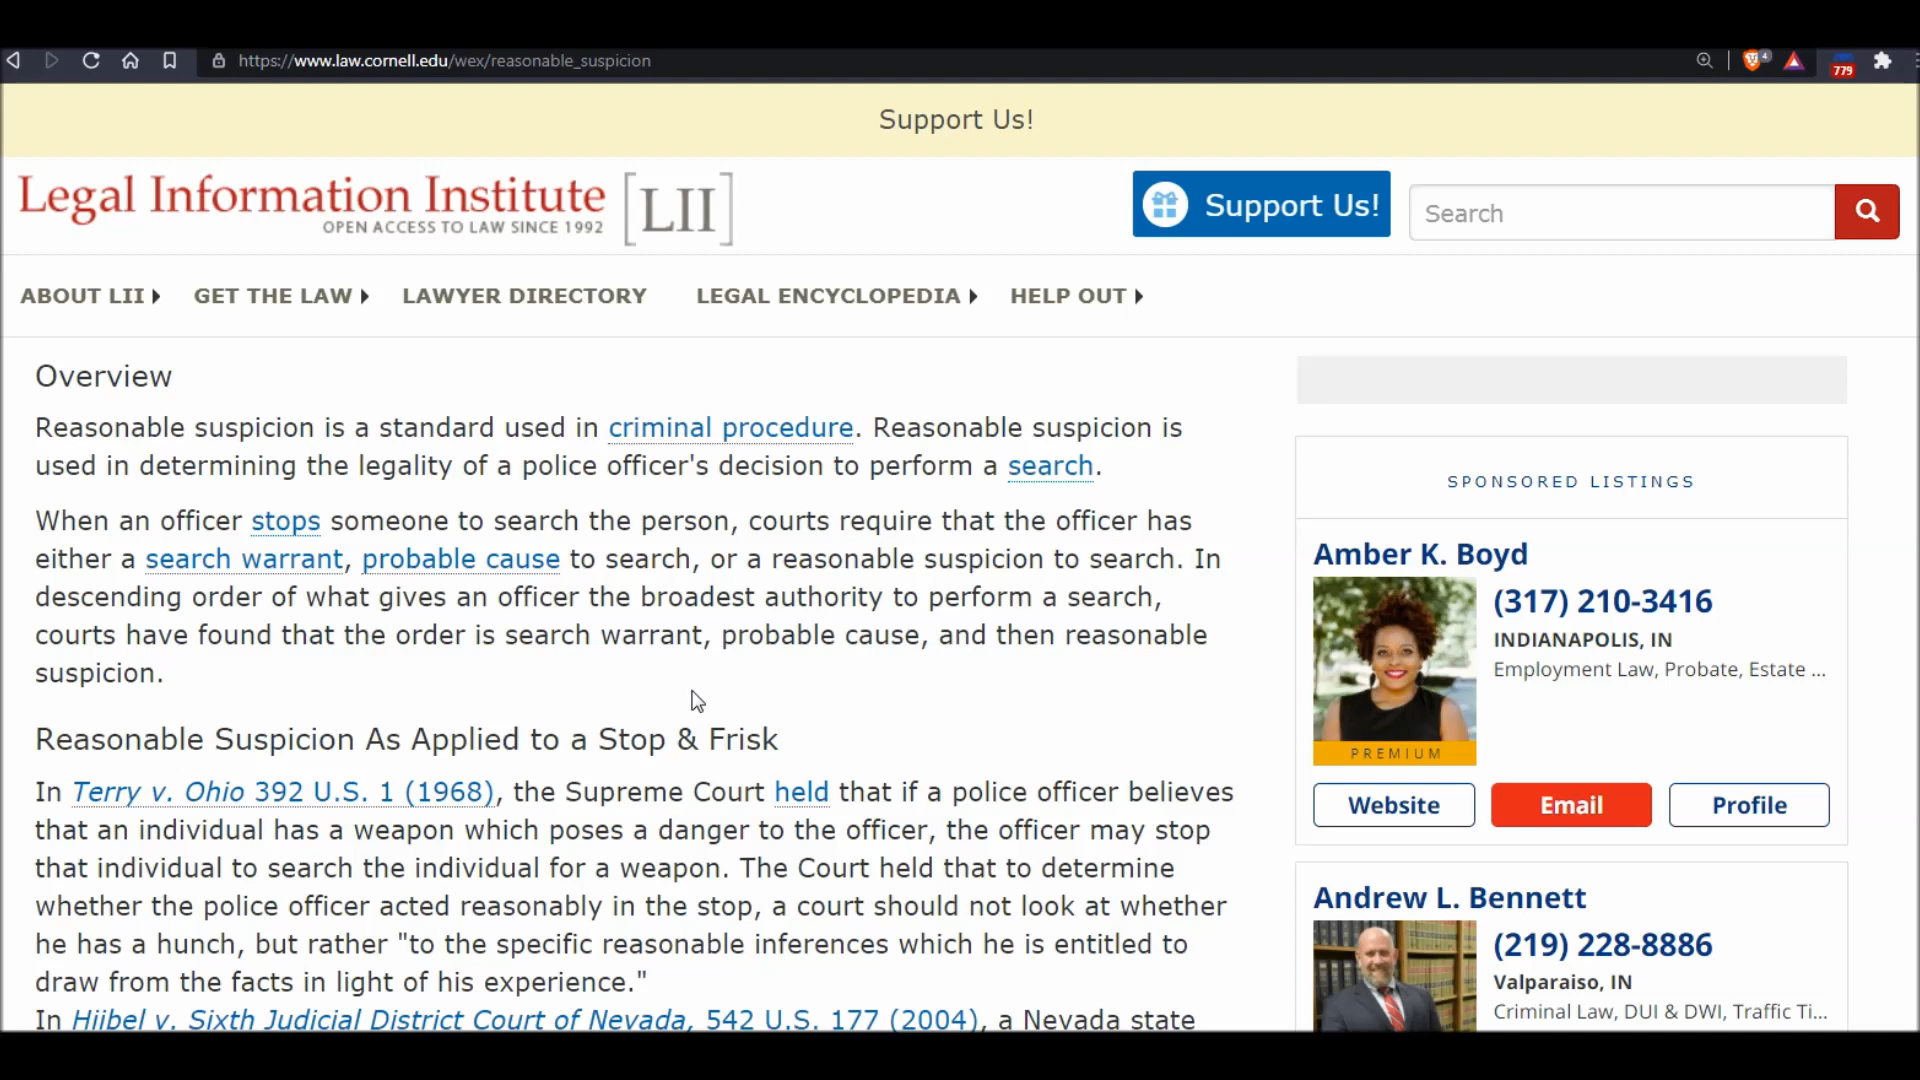 https://www.law.cornell.edu/wex/reasonable_suspicion
4
779
Support Us!
Legal Information Institute [LII]
OPEN ACCESS TO LAW SINCE 1992
Support Us!
Search
ABOUT LII
GET THE LAW
LAWYER DIRECTORY
LEGAL ENCYCLOPEDIA
HELP OUT
Overview
Reasonable suspicion is a standard used in criminal procedure. Reasonable suspicion is
used in determining the legality of a police officer's decision to perform a search.
When an officer stops someone to search the person, courts require that the officer has
either a search warrant, probable cause to search, or a reasonable suspicion to search. In
descending order of what gives an officer the broadest authority to perform a search,
courts have found that the order is search warrant, probable cause, and then reasonable
suspicion.
Reasonable Suspicion As Applied to a Stop & Frisk
In Terry v. Ohio 392 U.S. 1 (1968), the Supreme Court held that if a police officer believes
that an individual has a weapon which poses a danger to the officer, the officer may stop
that individual to search the individual for a weapon. The Court held that to determine
whether the police officer acted reasonably in the stop, a court should not look at whether
he has a hunch, but rather "to the specific reasonable inferences which he is entitled to
draw from the facts in light of his experience."
In Hiibel v. Sixth Judicial District Court of Nevada, 542 U.S. 177 (2004), a Nevada state
SPONSORED LISTINGS
Amber K. Boyd
(317) 210-3416
INDIANAPOLIS, IN
Employment Law, Probate, Estate ...
PREMIUM
Website
Email
Profile
Andrew L. Bennett
(219) 228-8886
Valparaiso, IN
Criminal Law, DUI & DWI, Traffic Ti...